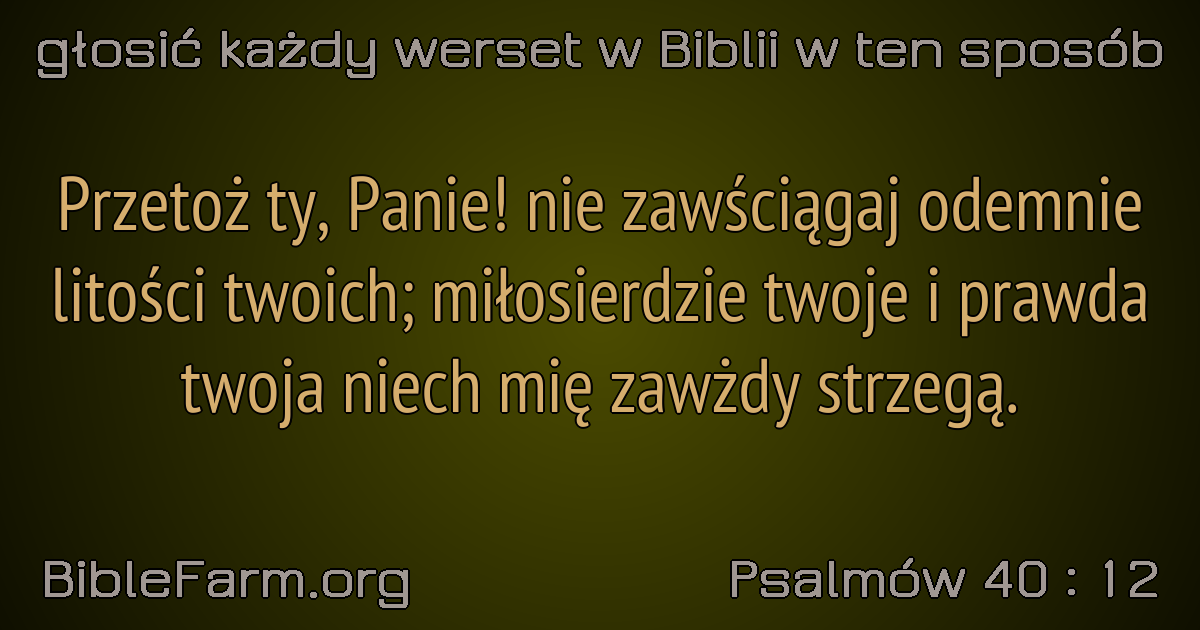 głosić każdy werset w Biblii w ten sposób
Przetoż ty, Panie! nie zawściągaj odemnie
litości twoich; miłosierdzie twoje i prawda
twoja niech mię zawżdy strzegą.
BibleFarm.org
Psalmów 40 : 12